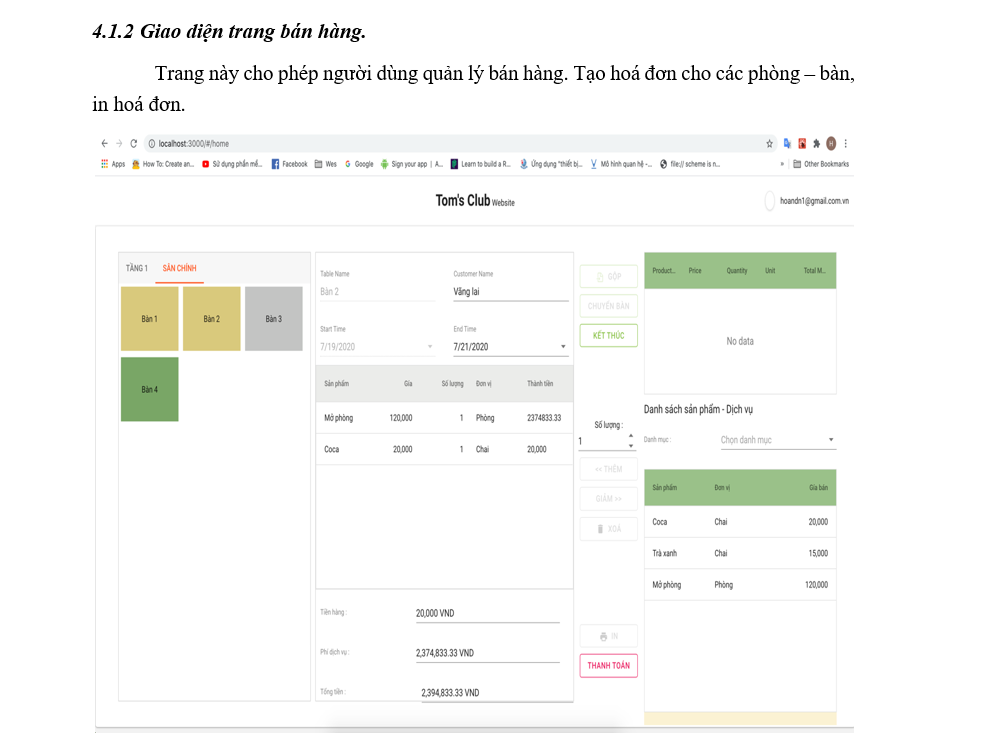 4.1.2 Giao diện trang bán hàng.
Trang này cho phép người dùng quản lý bán hàng. Tạo hoá đơn cho các phòng – bàn,
in hoá đơn.
localhost:3000/#/home
H
Apps How To: Create an... Sử dụng phần mề... Facebook Wes Google Sign your app | A... Learn to build a R... Ứng dụng "thiết bị... Mô hình quan hệ -... file:// scheme is n... » Other Bookmarks
Tom's Club Website
hoandn1@gmail.com.vn
TẦNG 1 SÂN CHÍNH
Bàn 1 Bàn 2 Bàn 3
Bàn 4
Table Name Customer Name
Bàn 2 Vãng lai
Start Time End Time
7/19/2020 7/21/2020
Sản phẩm Gía Số lượng Đơn vị Thành tiền
Mở phòng 120,000 1 Phòng 2374833.33
Coca 20,000 1 Chai 20,000
Tiền hàng : 20,000 VND
Phí dịch vụ : 2,374,833.33 VND
Tổng tiền : 2,394,833.33 VND
GỘP
CHUYỂN BÀN
KẾT THÚC
Số lượng :
1
<< THÊM
GIẢM >>
XOÁ
IN
THANH TOÁN
Product... Price Quantity Unit Total M...
No data
Danh sách sản phẩm - Dịch vụ
Danh mục : Chọn danh mục
Sản phẩm Đơn vị Gía bán
Coca Chai 20,000
Trà xanh Chai 15,000
Mở phòng Phòng 120,000